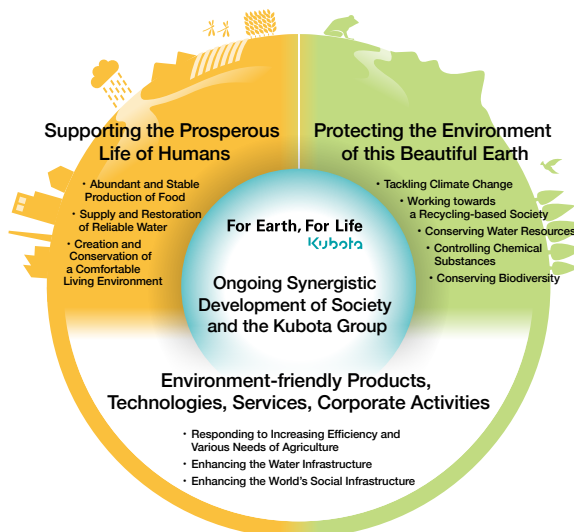 Supporting the Prosperous
Life of Humans
・Abundant and Stable
Production of Food
・Supply and Restoration
of Reliable Water
・Creation and
Conservation of
a Comfortable
Living Environment
Protecting the Environment
of this Beautiful Earth
・Tackling Climate Change
・Working towards
a Recycling-based Society
・Conserving Water Resources
・Controlling Chemical
Substances
・Conserving Biodiversity
For Earth, For Life
Kubota
Ongoing Synergistic
Development of Society
and the Kubota Group
Environment-friendly Products,
Technologies, Services, Corporate Activities
・Responding to Increasing Efficiency and
Various Needs of Agriculture
・Enhancing the Water Infrastructure
・Enhancing the World's Social Infrastructure